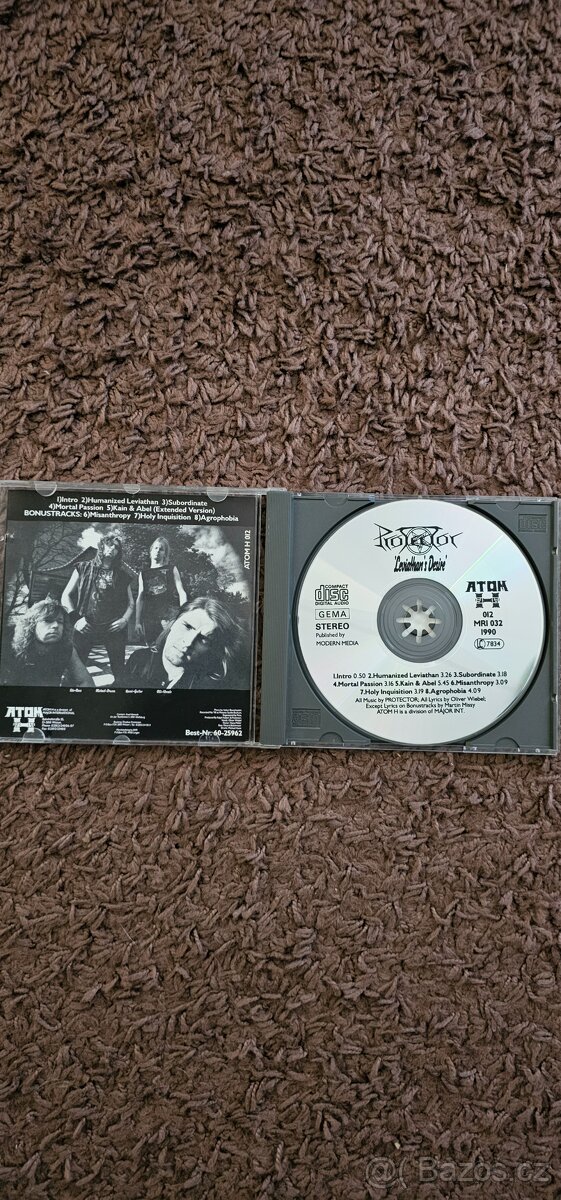 1)Intro 2)Humanized Leviathan 3)Subordinate
4)Mortal Passion 5)Kain & Abel (Extended Version)
BONUSTRACKS: 6)Misanthropy 7)Holy Inquisition 8)Agrophobia
ATOM H 012
ATOM
H
ATOM H is a division of
Best-Nr. 60-25962
Protector
'Leviathan's Desire'
COMPACT
disc
DIGITAL AUDIO
GEMA
STEREO
Published by
MODERN MEDIA
ATOM
H
012
MRI 032
1990
LC 7834
1.Intro 0.50 2.Humanized Leviathan 3.26 3.Subordinate 3.18
4.Mortal Passion 3.16 5.Kain & Abel 5.45 6.Misanthropy 3.09
7.Holy Inquisition 3.19 8.Agrophobia 4.09
All Music by PROTECTOR; All Lyrics by Oliver Wiebel;
Except Lyrics on Bonustracks by Martin Missy
ATOM H is a division of MAJOR INT.
@ Bazos.cz